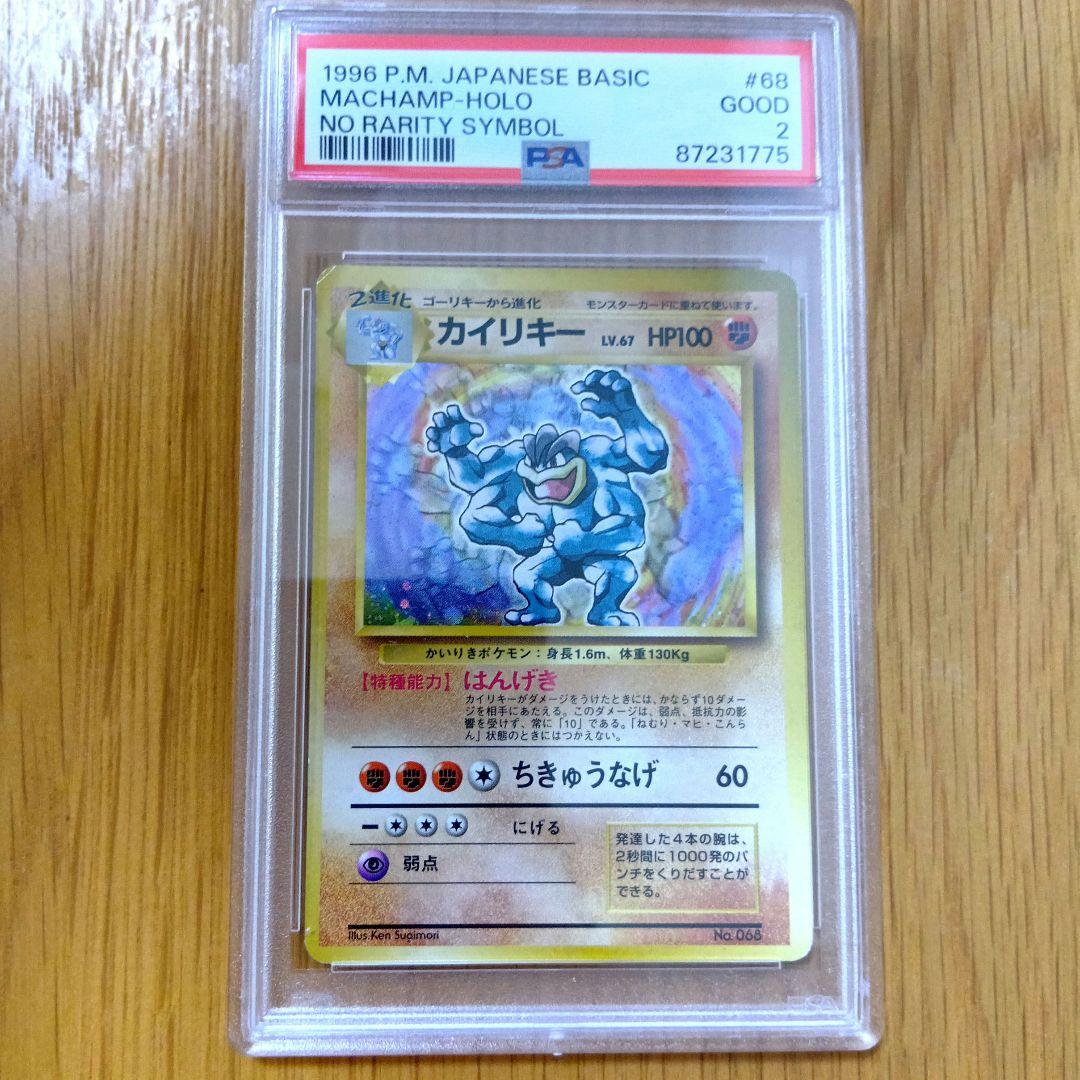 1996 P.M. JAPANESE BASIC #68
MACHAMP-HOLO GOOD
NO RARITY SYMBOL 2
PSA 87231775
2進化 ゴーリキーから進化 モンスターカードに重ねて使います。
カイリキー LV.67 HP100
かいりきポケモン:身長1.6m、体重130Kg
【特種能力】はんげき
カイリキーがダメージをうけたときには、かならず10ダメー
ジを相手にあたえる。このダメージは、弱点、抵抗力の影
響を受けず、常に「10」である。「ねむり・マヒ・こんら
ん」状態のときにはつかえない。
ちきゅうなげ 60
ー にげる
弱点
発達した4本の腕は、
2秒間に1000発のパ
ンチをくりだすことが
できる。
Illus. Ken Sugimori No. 068
PSA